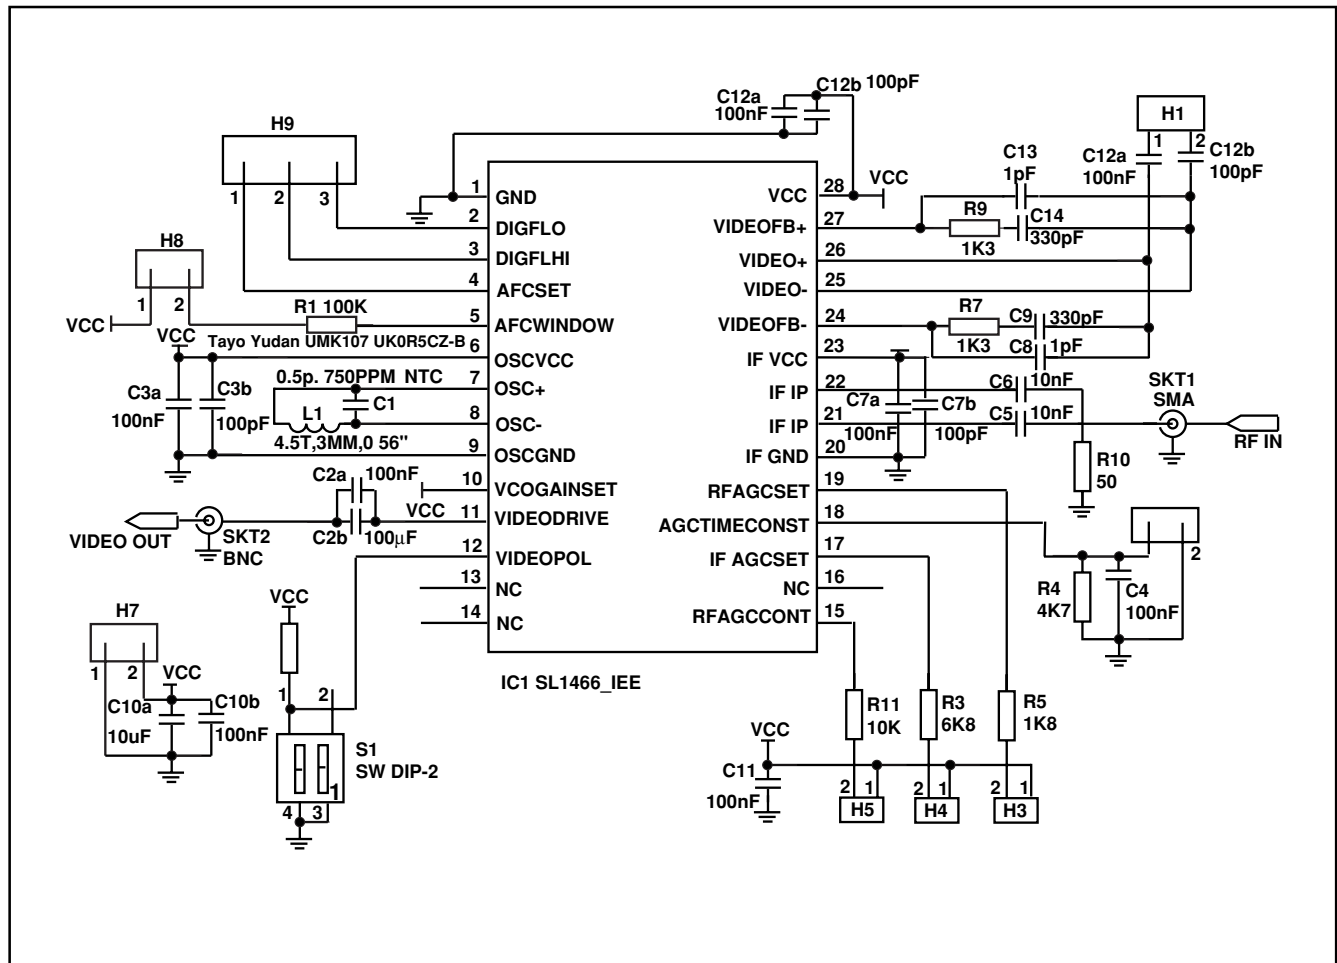 C12a
100nF
C12b 100pF
H9
1
2
3
H1
1
2
C12a
100nF
C12b
100pF
C13
1pF
R9
1K3
C14
330pF
VCC
H8
1
2
VCC
R1 100K
VCC
Tayo Yudan UMK107 UK0R5CZ-B
0.5p. 750PPM NTC
C3a
100nF
C3b
100pF
L1
C1
4.5T,3MM,0 56"
1 GND
2 DIGFLO
3 DIGFLHI
4 AFCSET
5 AFCWINDOW
6 OSCVCC
7 OSC+
8 OSC-
9 OSCGND
10 VCOGAINSET
11 VIDEODRIVE
12 VIDEOPOL
13 NC
14 NC
VCC 28
VIDEOFB+ 27
VIDEO+ 26
VIDEO- 25
VIDEOFB- 24
IF VCC 23
IF IP 22
IF IP 21
IF GND 20
RFAGCSET 19
AGCTIMECONST 18
IF AGCSET 17
NC 16
RFAGCCONT 15
IC1 SL1466_IEE
R7
1K3
C9
330pF
C8
1pF
C6
10nF
C5
10nF
C7a
100nF
C7b
100pF
SKT1
SMA
RF IN
R10
50
C2a
100nF
VCC
C2b
100µF
VIDEO OUT
SKT2
BNC
2
R4
4K7
C4
100nF
VCC
H7
1
2
VCC
C10a
10uF
C10b
100nF
1
2
S1
SW DIP-2
1
4
3
R11
10K
R3
6K8
R5
1K8
VCC
C11
100nF
2
1
H5
2
1
H4
2
1
H3